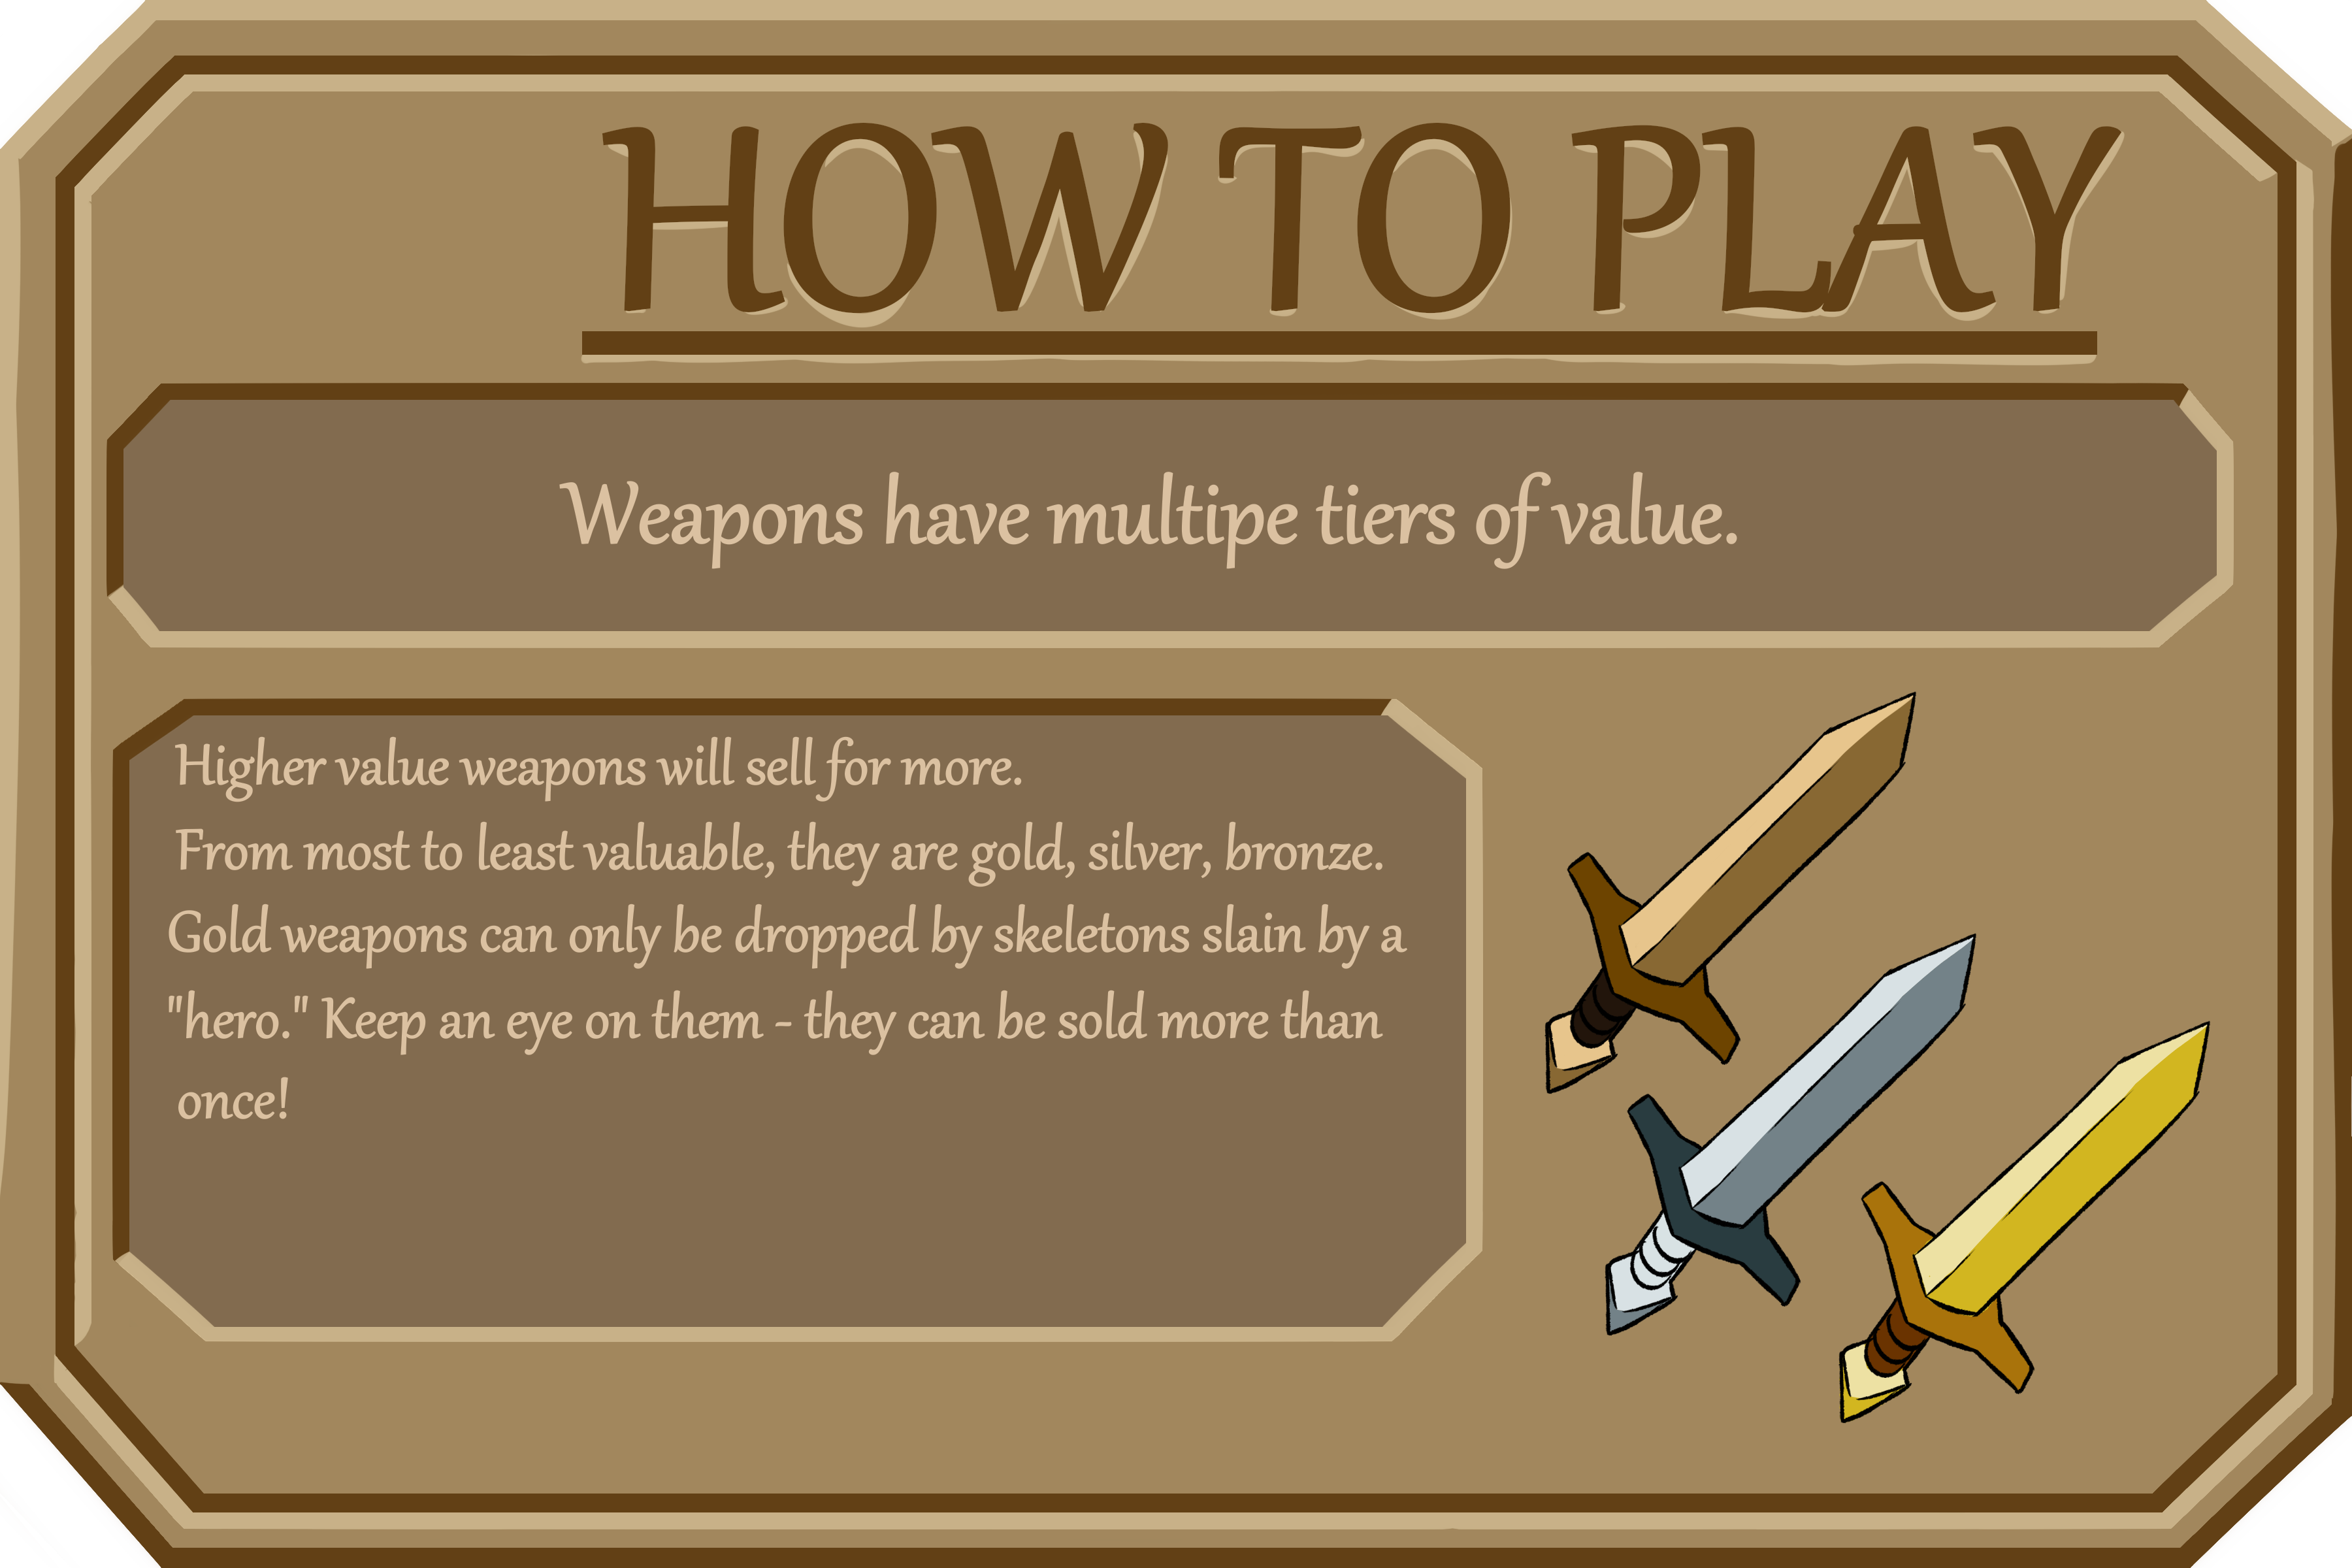 HOW TO PLAY
Weapons have multipe tiers of value.
Higher value weapons will sell for more.
From most to least valuable, they are gold, silver, bronze.
Gold weapons can only be dropped by skeletons slain by a
"hero." Keep an eye on them - they can be sold more than
once!